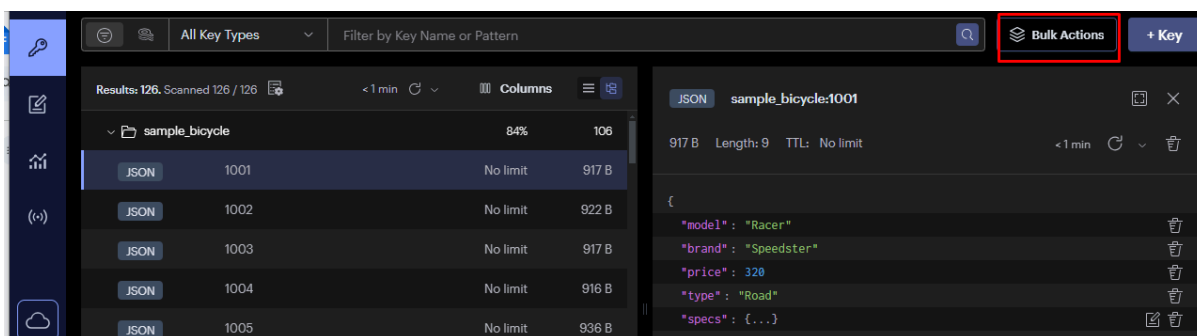 All Key Types
Filter by Key Name or Pattern
Bulk Actions
+ Key
Results: 126. Scanned 126 / 126
<1 min
Columns
sample_bicycle 84% 106
JSON 1001 No limit 917 B
JSON 1002 No limit 922 B
JSON 1003 No limit 917 B
JSON 1004 No limit 916 B
JSON 1005 No limit 936 B
JSON sample_bicycle:1001
917 B Length: 9 TTL: No limit <1 min
{
"model" : "Racer"
"brand" : "Speedster"
"price" : 320
"type" : "Road"
"specs" : {...}